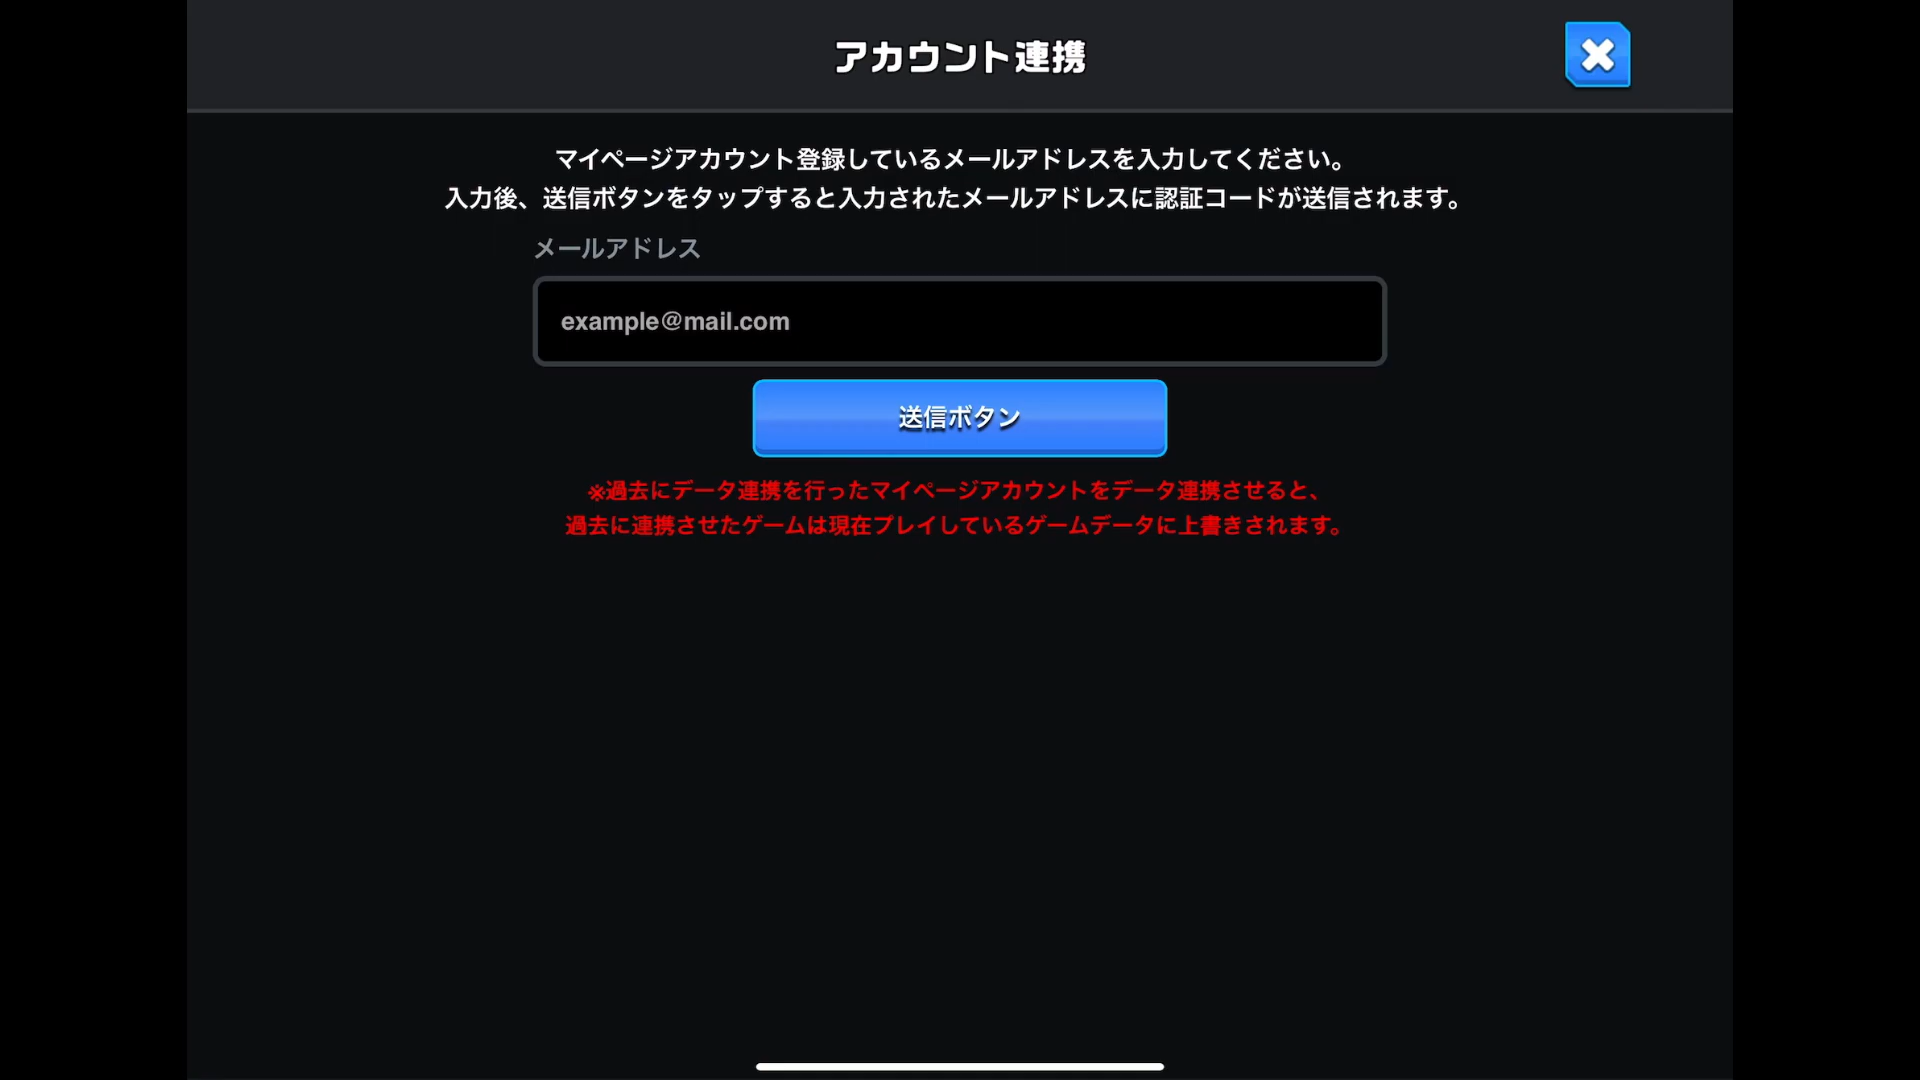 アカウント連携
マイページアカウント登録しているメールアドレスを入力してください。
入力後、送信ボタンをタップすると入力されたメールアドレスに認証コードが送信されます。
メールアドレス
example@mail.com
送信ボタン
※過去にデータ連携を行ったマイページアカウントをデータ連携させると、
過去に連携させたゲームは現在プレイしているゲームデータに上書きされます。